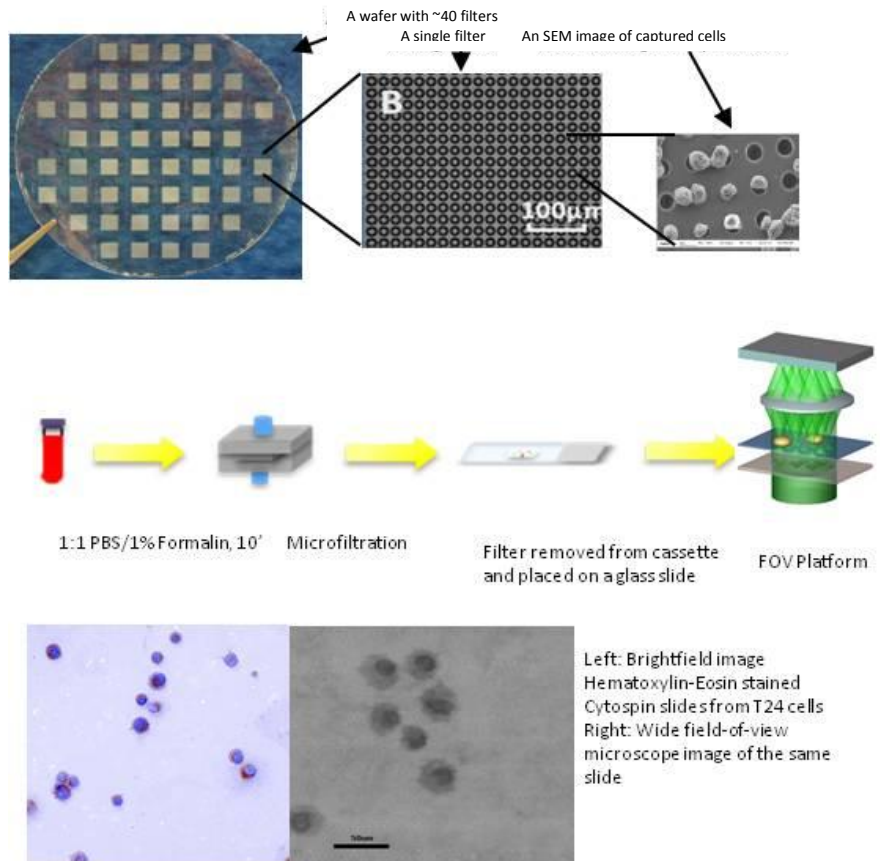 A wafer with ~40 filters
A single filter
An SEM image of captured cells
B
100μm
1:1 PBS/1% Formalin, 10'
Microfiltration
Filter removed from cassette
and placed on a glass slide
FOV Platform
Left: Brightfield image
Hematoxylin-Eosin stained
Cytospin slides from T24 cells
Right: Wide field-of-view
microscope image of the same
slide